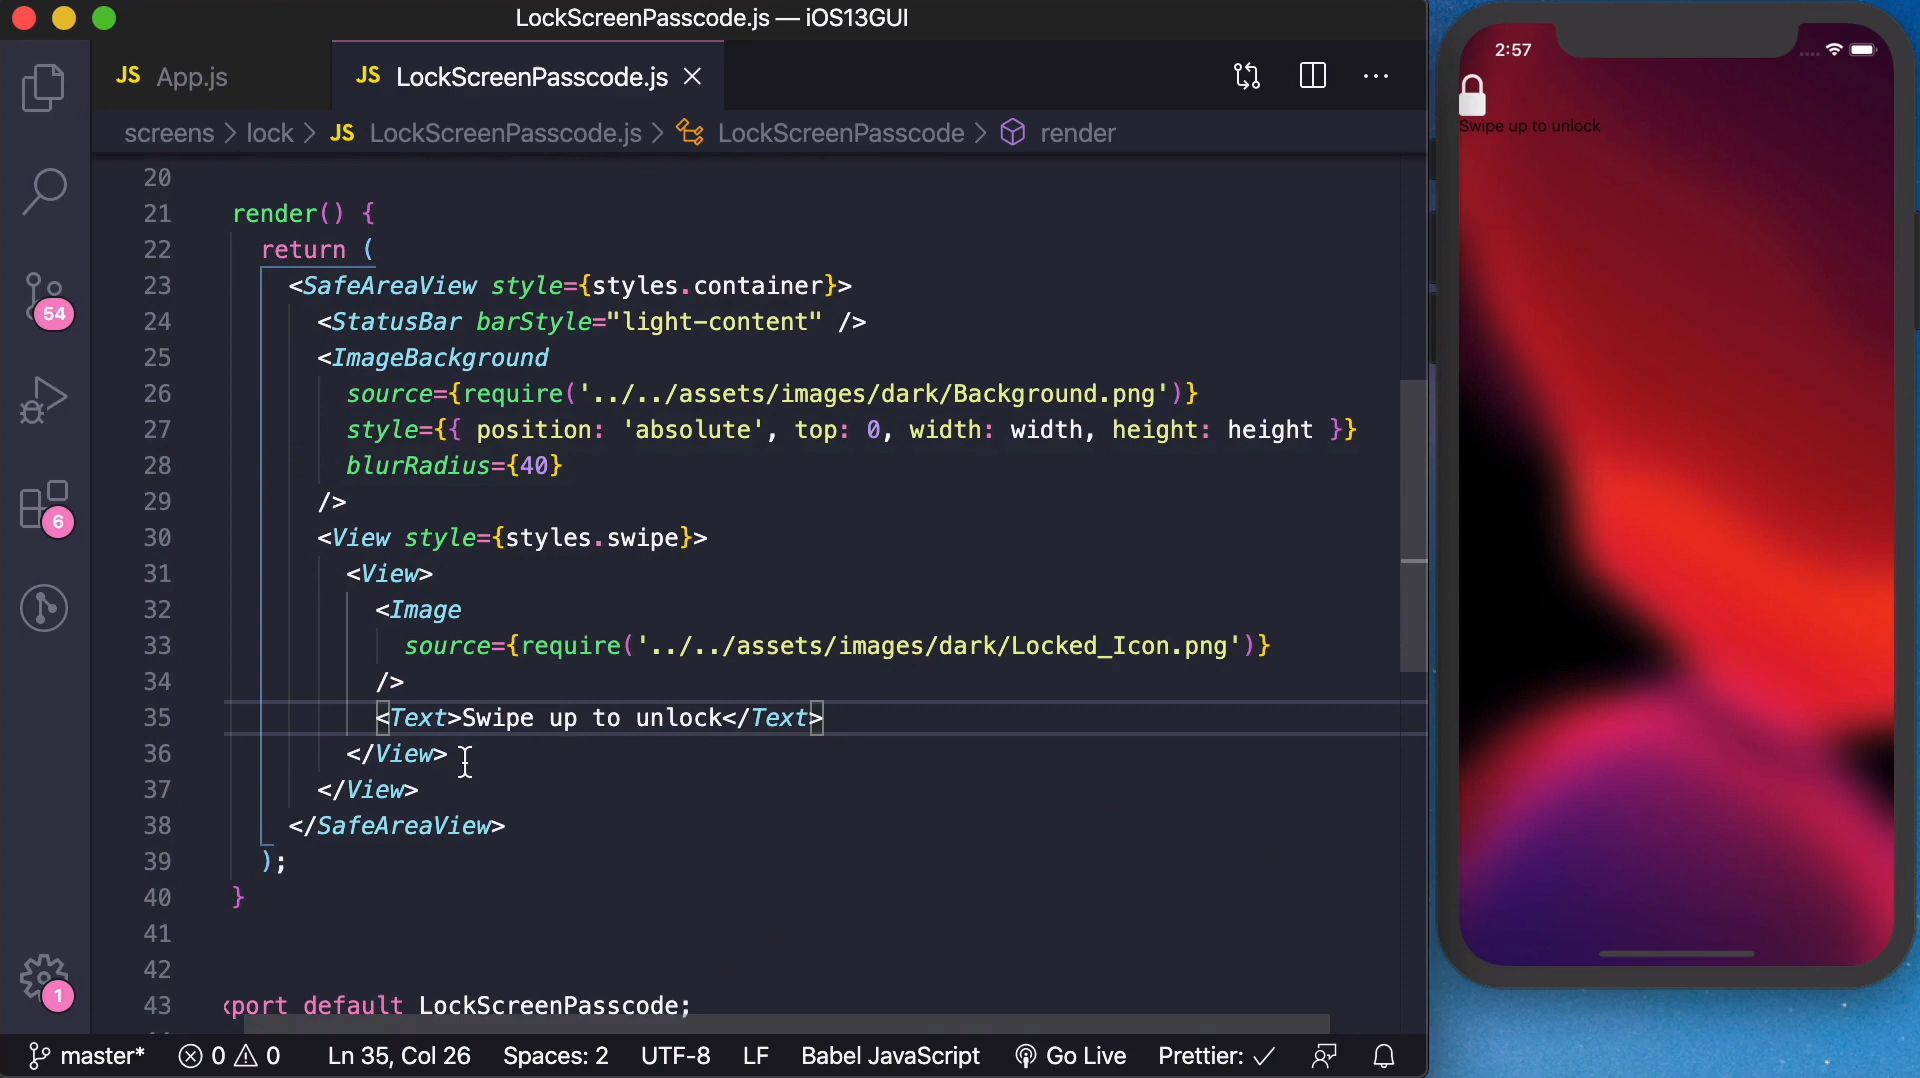 LockScreenPasscode.js — iOS13GUI
JS App.js
JS LockScreenPasscode.js
screens > lock > JS LockScreenPasscode.js > LockScreenPasscode > render
20
21 render() {
22 return (
23 <SafeAreaView style={styles.container}>
24 <StatusBar barStyle="light-content" />
25 <ImageBackground
26 source={require('../../assets/images/dark/Background.png')}
27 style={{ position: 'absolute', top: 0, width: width, height: height }}
28 blurRadius={40}
29 />
30 <View style={styles.swipe}>
31 <View>
32 <Image
33 source={require('../../assets/images/dark/Locked_Icon.png')}
34 />
35 <Text>Swipe up to unlock</Text>
36 </View>
37 </View>
38 </SafeAreaView>
39 );
40 }
41
42
43 xport default LockScreenPasscode;
54
6
1
master* 0 0 Ln 35, Col 26 Spaces: 2 UTF-8 LF Babel JavaScript Go Live Prettier: ✓
2:57
Swipe up to unlock